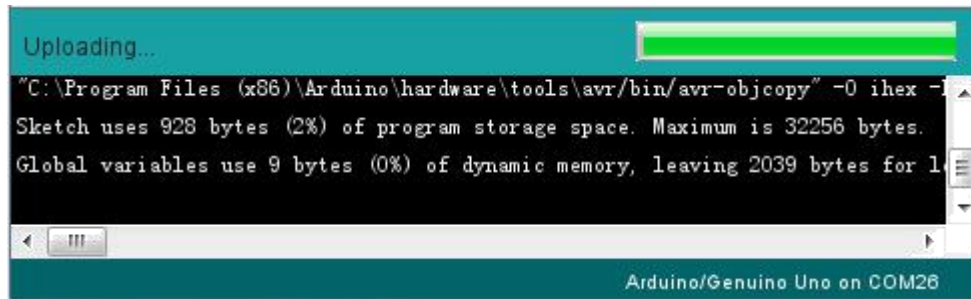 Uploading...
"C:\Program Files (x86)\Arduino\hardware\tools\avr/bin/avr-objcopy" -O ihex
Sketch uses 928 bytes (2%) of program storage space. Maximum is 32256 bytes.
Global variables use 9 bytes (0%) of dynamic memory, leaving 2039 bytes for
Arduino/Genuino Uno on COM26